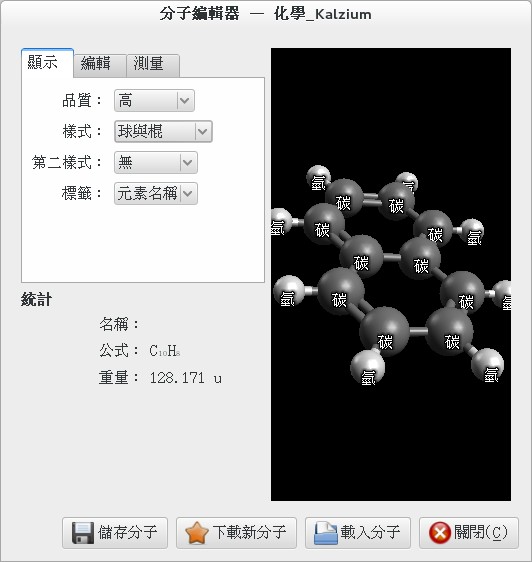 分子編輯器 — 化學_Kalzium
顯示 編輯 測量
品質： 高
樣式： 球與棍
第二樣式： 無
標籤： 元素名稱
統計
名稱：
公式： C₁₀H₈
重量： 128.171 u
氫 氫
碳 碳
氫 碳 碳 氫
碳 碳
氫 碳 碳 氫
碳 碳
氫 氫
儲存分子 下載新分子 載入分子 關閉(C)